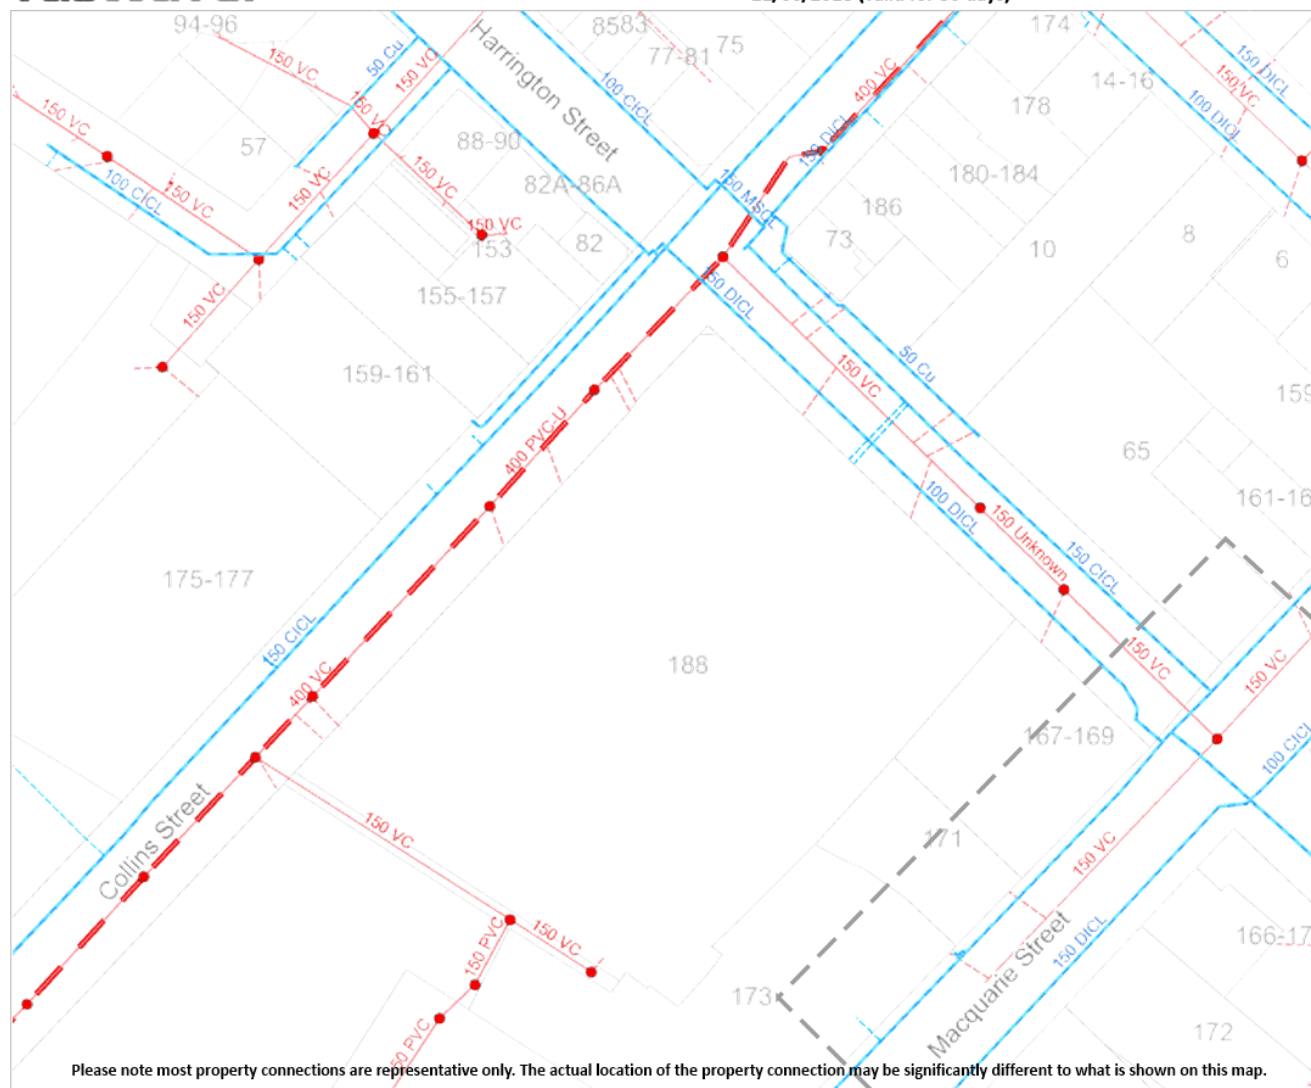 94-96
8583
75
77-81
174
150 VC
50 Cu
150 VC
Harrington Street
100 CICL
400 VC
14-16
150 VC
150 DICL
100 DICL
178
150 VC
57
88-90
150 VC
82A-86A
180-184
100 CICL
150 VC
150 VC
150 VC
150 MSCL
186
150 VC
153
82
73
10
8
6
155-157
150 VC
150 DICL
159-161
150 VC
50 Cu
400 PVC-U
65
161-16
100 DICL
150 Unknown
150 CICL
175-177
150 CICL
188
150 VC
150 VC
400 VC
167-169
100 CICL
Collins Street
150 VC
171
150 VC
150 PVC
150 VC
Macquarie Street
150 DICL
166-17
173
172
Please note most property connections are representative only. The actual location of the property connection may be significantly different to what is shown on this map.